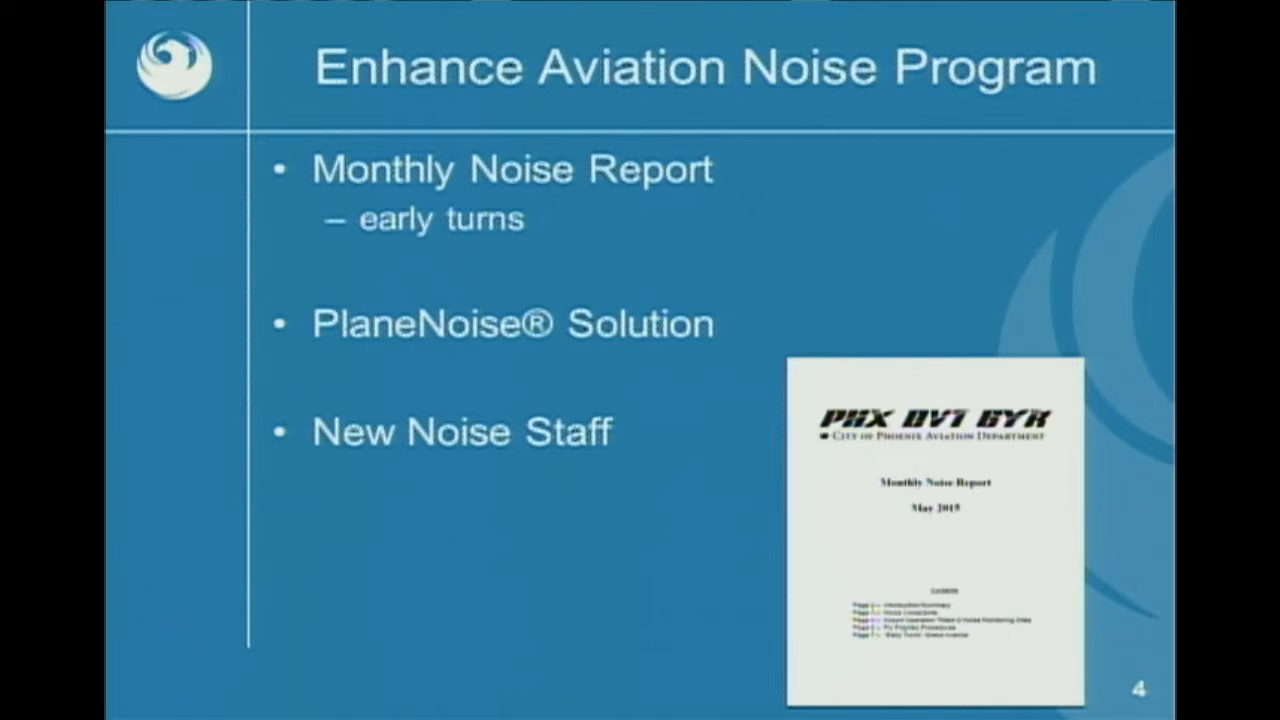 Enhance Aviation Noise Program
• Monthly Noise Report
– early turns
• PlaneNoise® Solution
• New Noise Staff
PHX DVT GYR
CITY OF PHOENIX AVIATION DEPARTMENT
Monthly Noise Report
May 2015
Contents
4